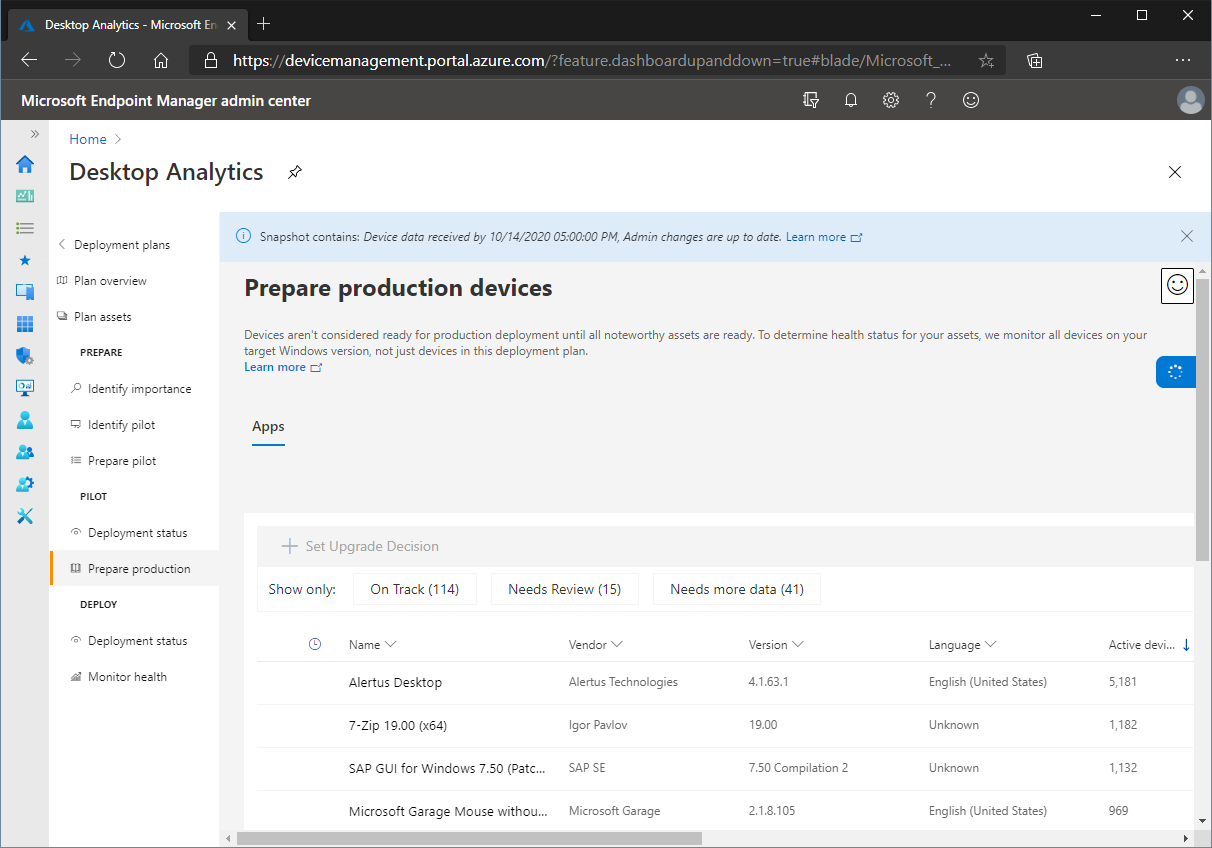 Desktop Analytics - Microsoft En
https://devicemanagement.portal.azure.com/?feature.dashboardupanddown=true#blade/Microsoft_...
Microsoft Endpoint Manager admin center
Home
Desktop Analytics
Deployment plans
Plan overview
Plan assets
PREPARE
Identify importance
Identify pilot
Prepare pilot
PILOT
Deployment status
Prepare production
DEPLOY
Deployment status
Monitor health
Snapshot contains: Device data received by 10/14/2020 05:00:00 PM, Admin changes are up to date. Learn more
Prepare production devices
Devices aren't considered ready for production deployment until all noteworthy assets are ready. To determine health status for your assets, we monitor all devices on your
target Windows version, not just devices in this deployment plan.
Learn more
Apps
Set Upgrade Decision
Show only: On Track (114) Needs Review (15) Needs more data (41)
Name Vendor Version Language Active devi...
Alertus Desktop Alertus Technologies 4.1.63.1 English (United States) 5,181
7-Zip 19.00 (x64) Igor Pavlov 19.00 Unknown 1,182
SAP GUI for Windows 7.50 (Patc... SAP SE 7.50 Compilation 2 Unknown 1,132
Microsoft Garage Mouse withou... Microsoft Garage 2.1.8.105 English (United States) 969